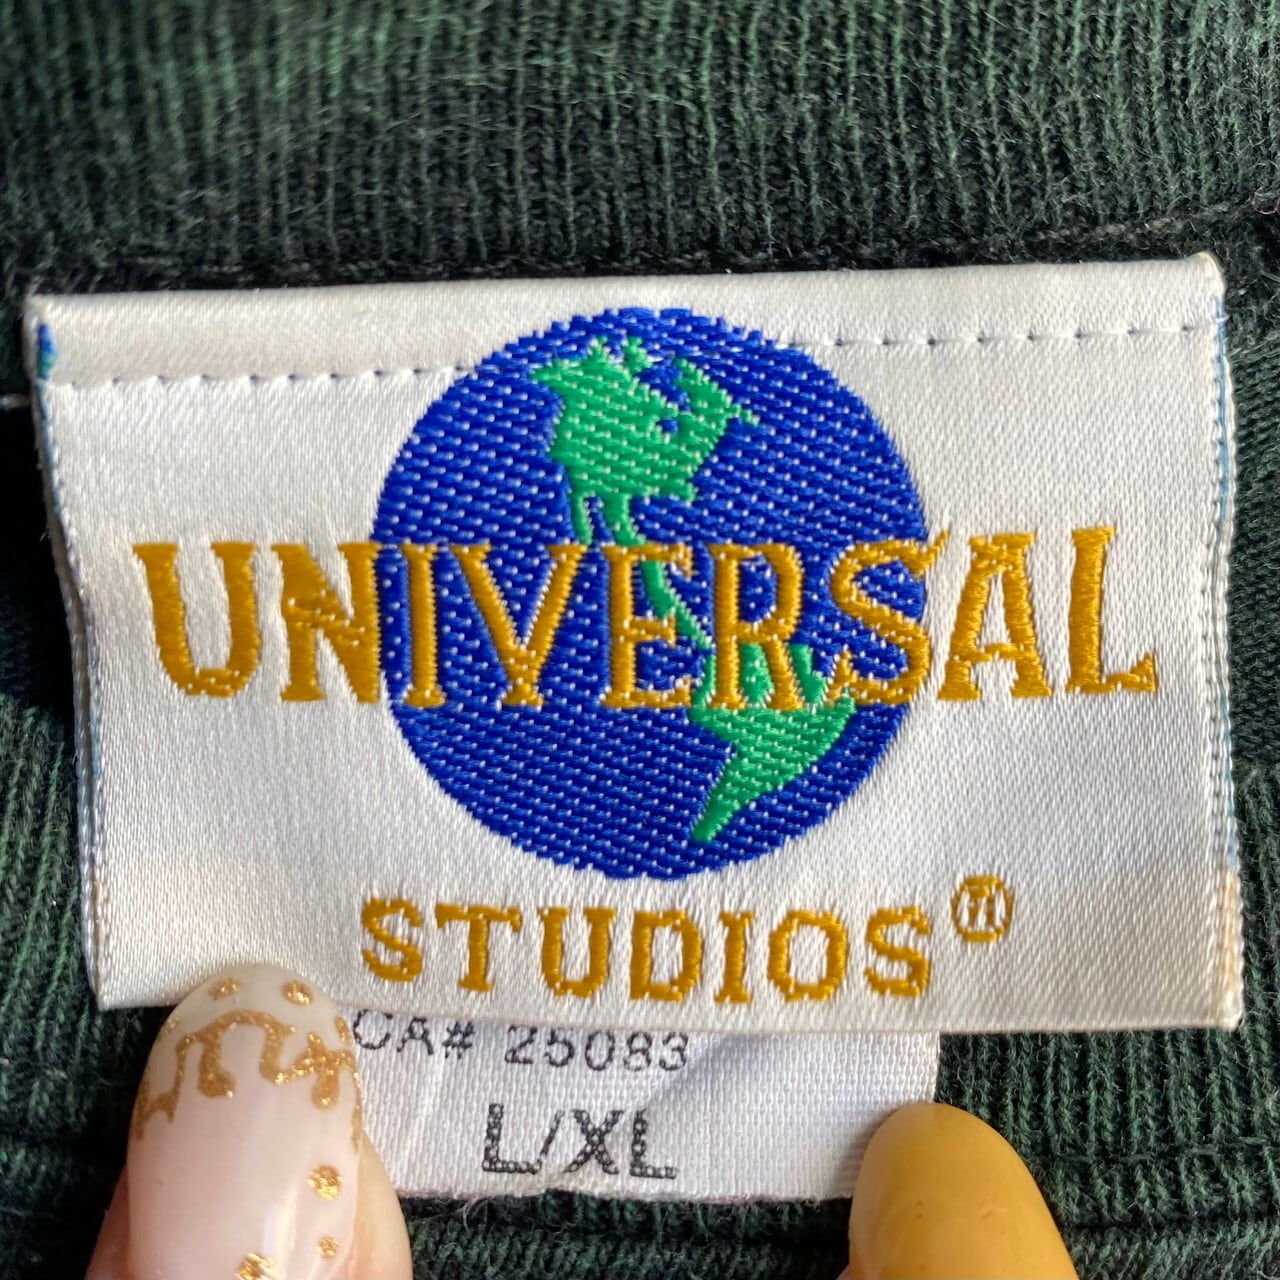 UNIVERSAL
STUDIOS®
CA# 25083
L/XL